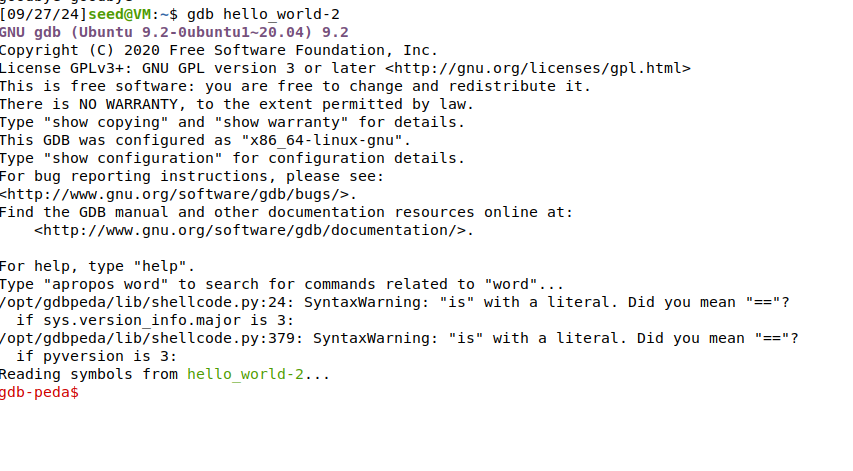 [09/27/24]seed@VM:~$ gdb hello_world-2
GNU gdb (Ubuntu 9.2-0ubuntu1~20.04) 9.2
Copyright (C) 2020 Free Software Foundation, Inc.
License GPLv3+: GNU GPL version 3 or later <http://gnu.org/licenses/gpl.html>
This is free software: you are free to change and redistribute it.
There is NO WARRANTY, to the extent permitted by law.
Type "show copying" and "show warranty" for details.
This GDB was configured as "x86_64-linux-gnu".
Type "show configuration" for configuration details.
For bug reporting instructions, please see:
<http://www.gnu.org/software/gdb/bugs/>.
Find the GDB manual and other documentation resources online at:
    <http://www.gnu.org/software/gdb/documentation/>.

For help, type "help".
Type "apropos word" to search for commands related to "word"...
/opt/gdbpeda/lib/shellcode.py:24: SyntaxWarning: "is" with a literal. Did you mean "=="?
  if sys.version_info.major is 3:
/opt/gdbpeda/lib/shellcode.py:379: SyntaxWarning: "is" with a literal. Did you mean "=="?
  if pyversion is 3:
Reading symbols from hello_world-2...
gdb-peda$